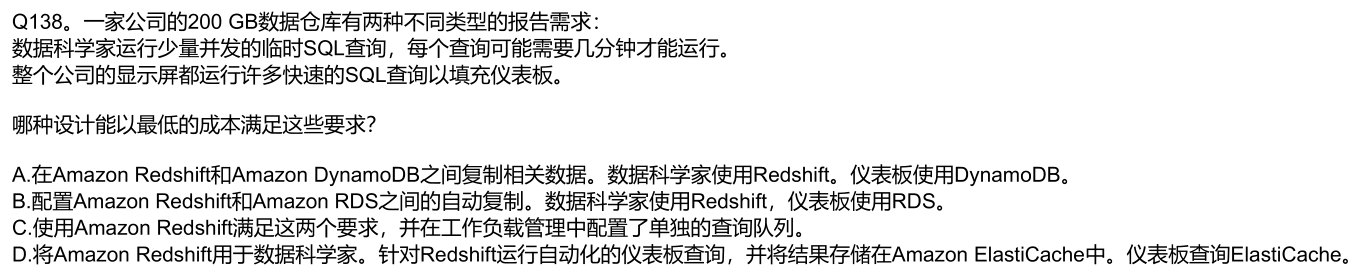 Q138。一家公司的200 GB数据仓库有两种不同类型的报告需求：
数据科学家运行少量并发的临时SQL查询，每个查询可能需要几分钟才能运行。
整个公司的显示屏都运行许多快速的SQL查询以填充仪表板。
哪种设计能以最低的成本满足这些要求？
A.在Amazon Redshift和Amazon DynamoDB之间复制相关数据。数据科学家使用Redshift。仪表板使用DynamoDB。
B.配置Amazon Redshift和Amazon RDS之间的自动复制。数据科学家使用Redshift，仪表板使用RDS。
C.使用Amazon Redshift满足这两个要求，并在工作负载管理中配置了单独的查询队列。
D.将Amazon Redshift用于数据科学家。针对Redshift运行自动化的仪表板查询，并将结果存储在Amazon ElastiCache中。仪表板查询ElastiCache。